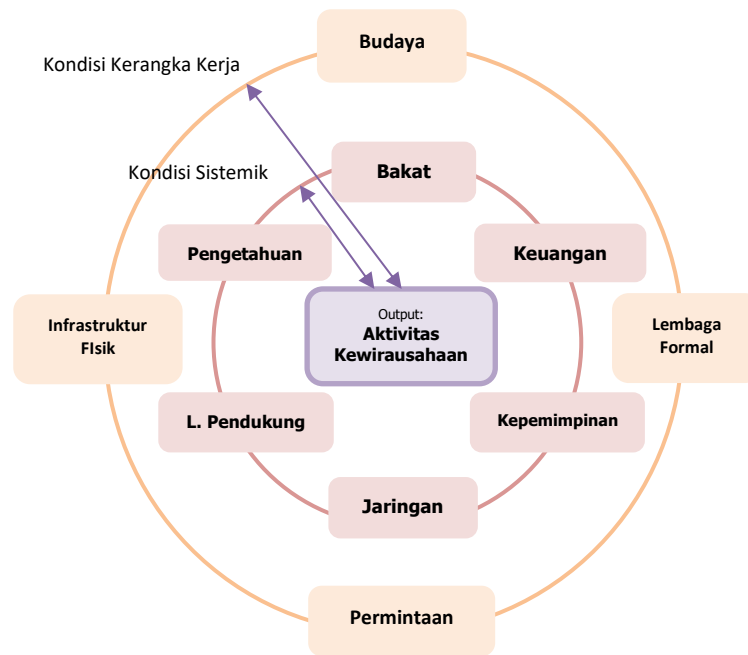 Budaya
Kondisi Kerangka Kerja
Kondisi Sistemik
Bakat
Pengetahuan
Keuangan
Infrastruktur
FIsik
Output:
Aktivitas
Kewirausahaan
Lembaga
Formal
L. Pendukung
Kepemimpinan
Jaringan
Permintaan